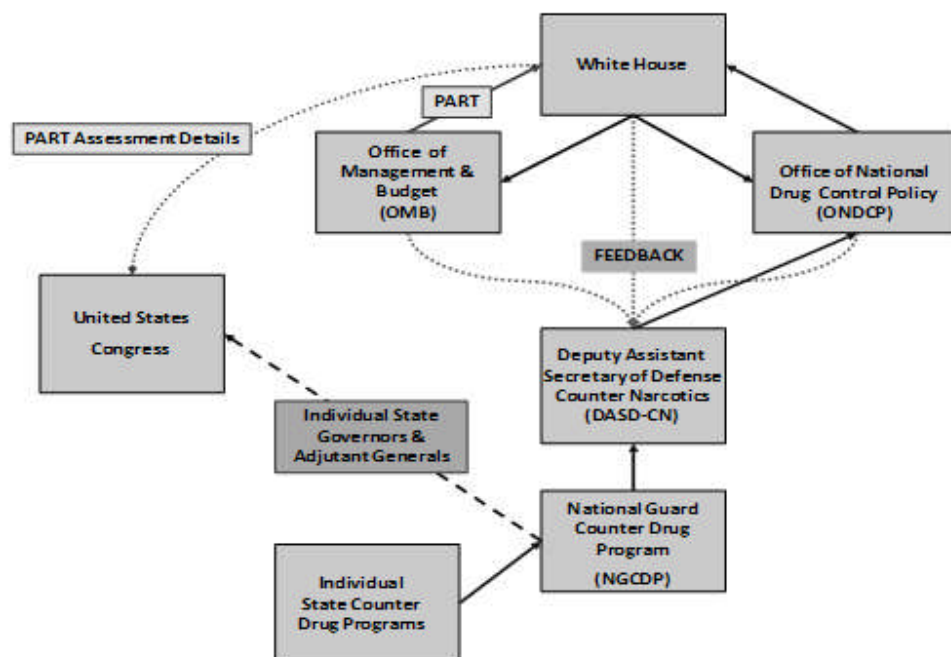 White House
PART
PART Assessment Details
Office of
Management &
Budget
(OMB)
Office of National
Drug Control Policy
(ONDCP)
FEEDBACK
United States
Congress
Deputy Assistant
Secretary of Defense
Counter Narcotics
(DASD-CN)
Individual State
Governors &
Adjutant Generals
National Guard
Counter Drug
Program
(NGCDP)
Individual
State Counter
Drug Programs